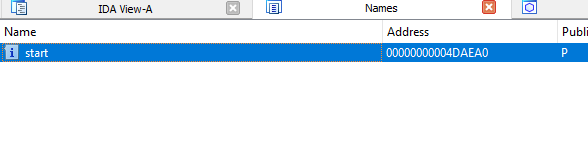 IDA View-A Names
Name Address Publi
start 00000000004DAEA0 P